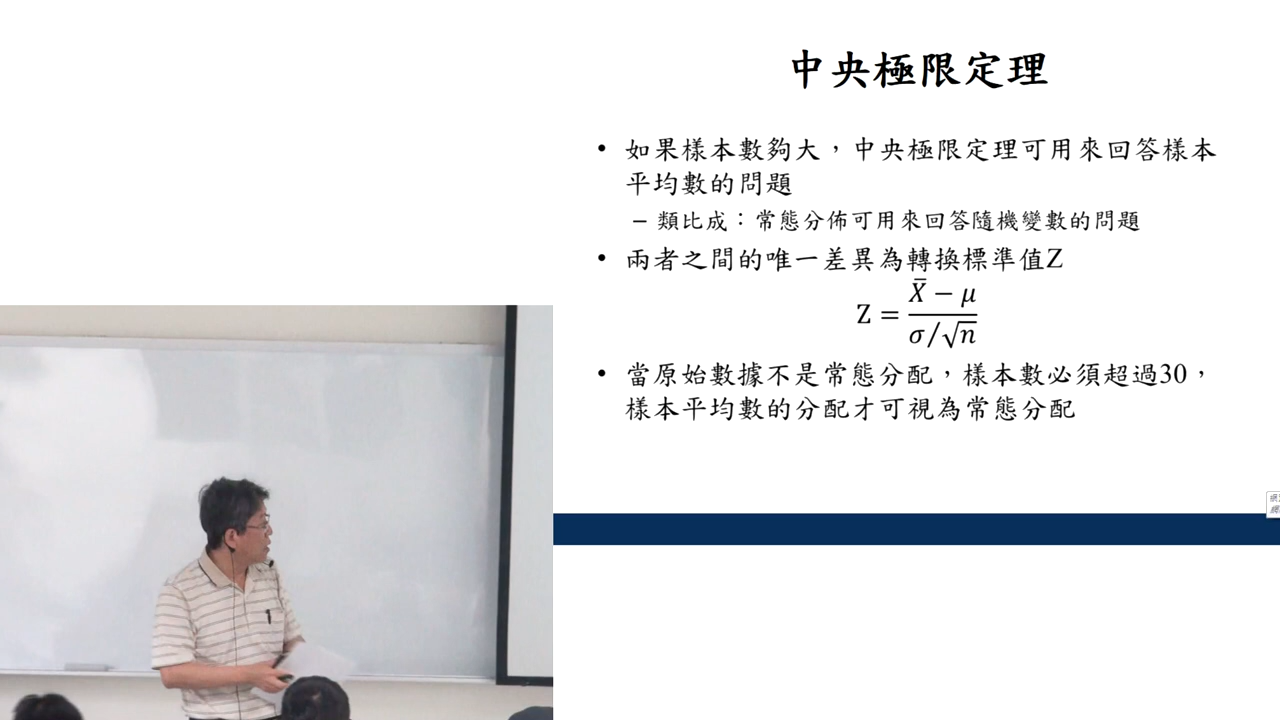 中央極限定理
• 如果樣本數夠大，中央極限定理可用來回答樣本
平均數的問題
– 類比成：常態分佈可用來回答隨機變數的問題
• 兩者之間的唯一差異為轉換標準值Z
Z = (X̄ − μ) / (σ/√n)
• 當原始數據不是常態分配，樣本數必須超過30，
樣本平均數的分配才可視為常態分配